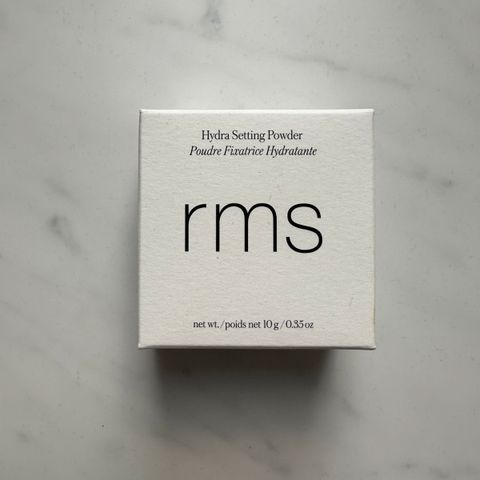 Hydra Setting Powder
Poudre Fixatrice Hydratante
rms
net wt./poids net 10 g / 0.35 oz